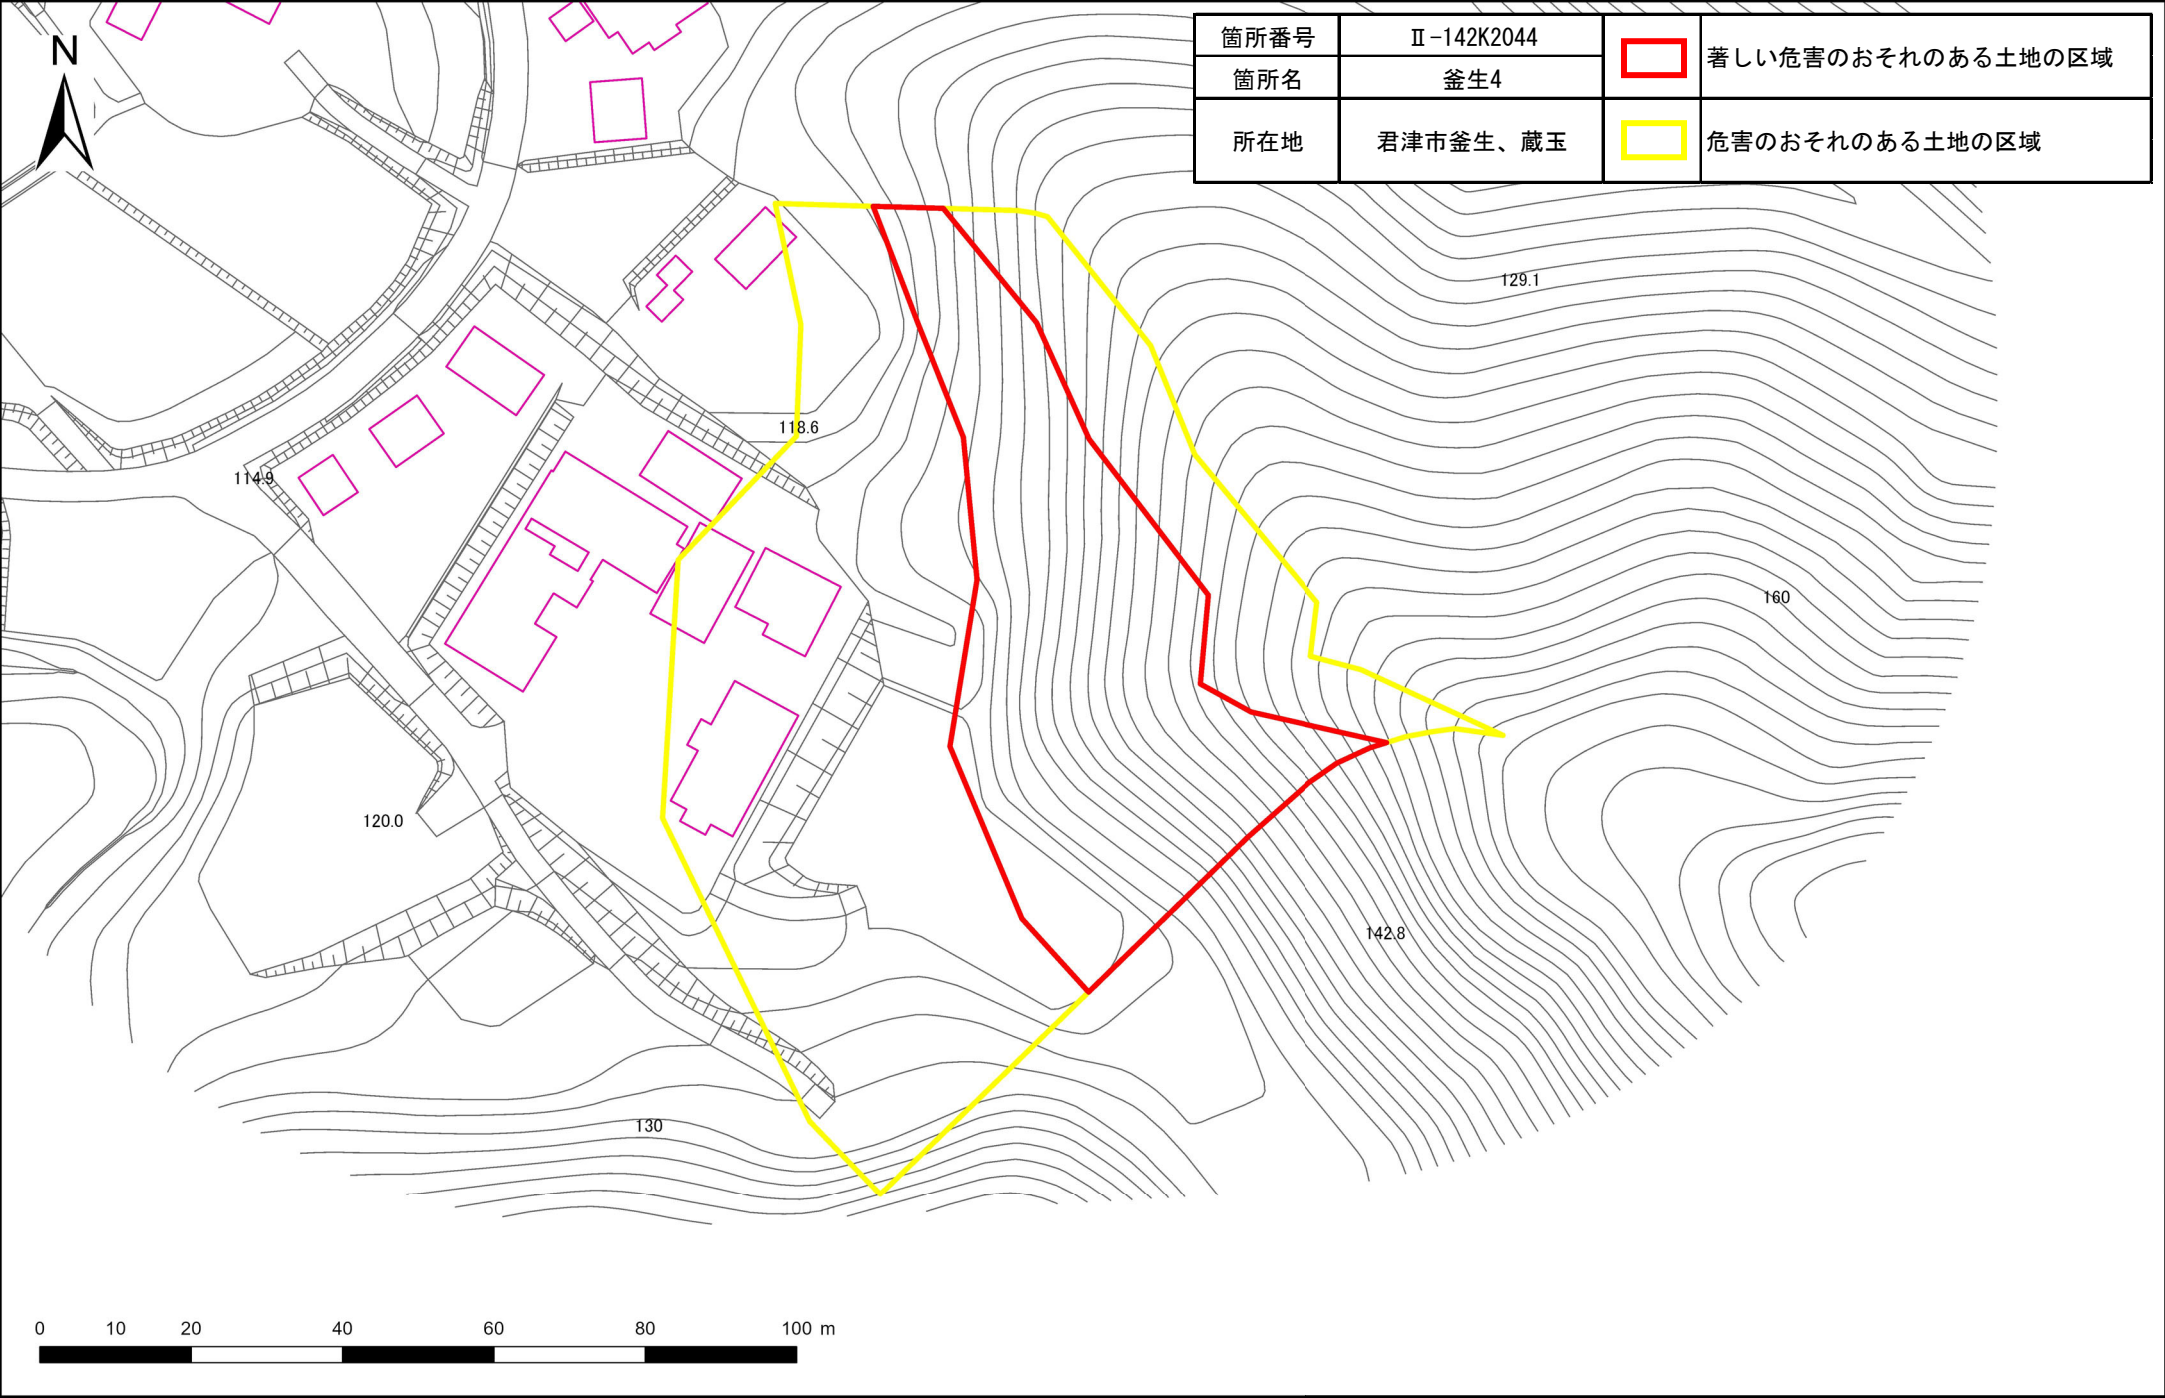 N
箇所番号 Ⅱ-142K2044
箇所名 釜生4
所在地 君津市釜生、蔵玉
著しい危害のおそれのある土地の区域
危害のおそれのある土地の区域
129.1
118.6
114.9
160
120.0
142.8
130
0 10 20 40 60 80 100 m